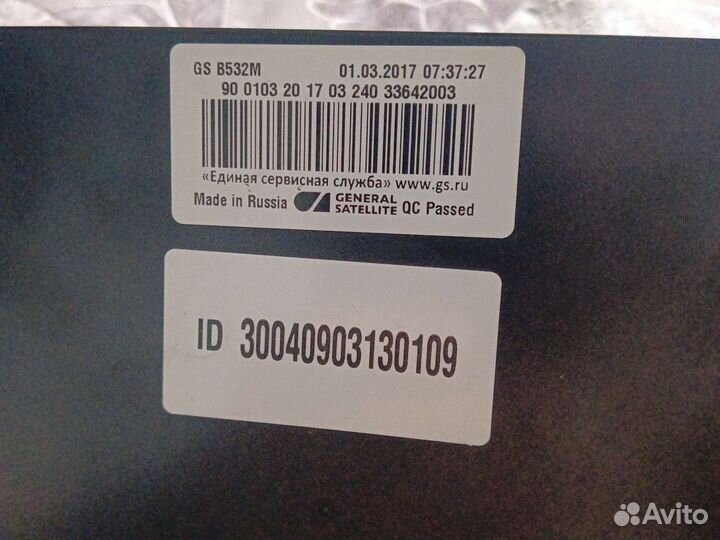 GS B532M 01.03.2017 07:37:27
90 0103 20 17 03 240 33642003
«Единая сервисная служба» www.gs.ru
Made in Russia GENERAL SATELLITE QC Passed
ID 30040903130109
Avito